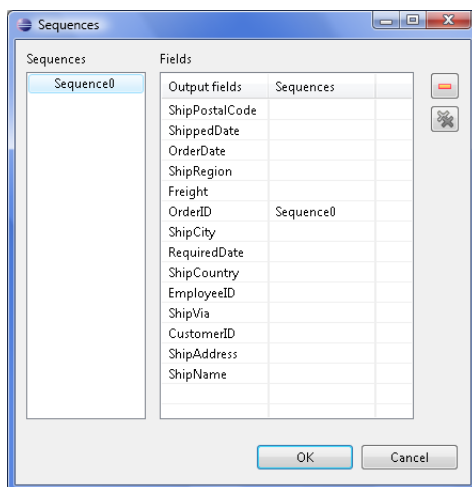 Sequences
Sequences Fields
Sequence0
Output fields Sequences
ShipPostalCode
ShippedDate
OrderDate
ShipRegion
Freight
OrderID Sequence0
ShipCity
RequiredDate
ShipCountry
EmployeeID
ShipVia
CustomerID
ShipAddress
ShipName
OK Cancel